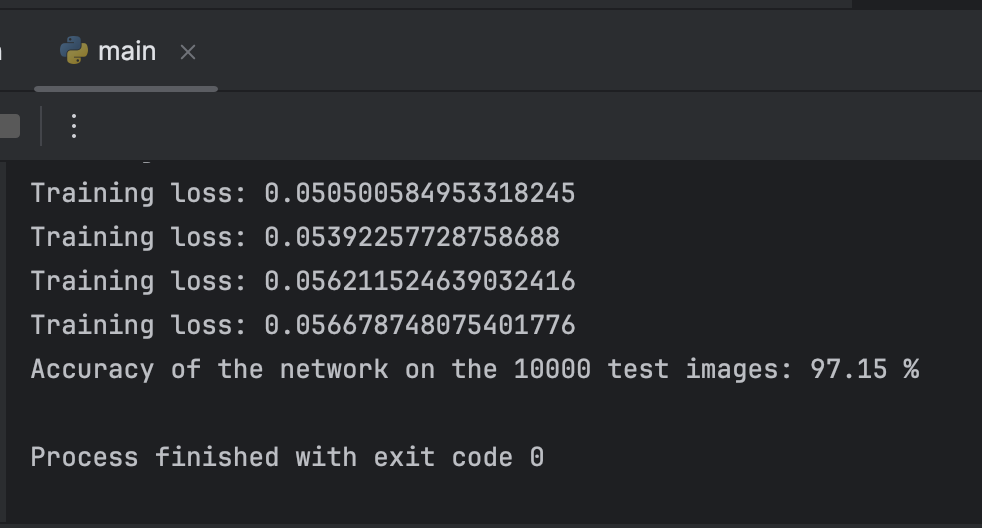 main
Training loss: 0.050500584953318245
Training loss: 0.05392257728758688
Training loss: 0.056211524639032416
Training loss: 0.056678748075401776
Accuracy of the network on the 10000 test images: 97.15 %
Process finished with exit code 0